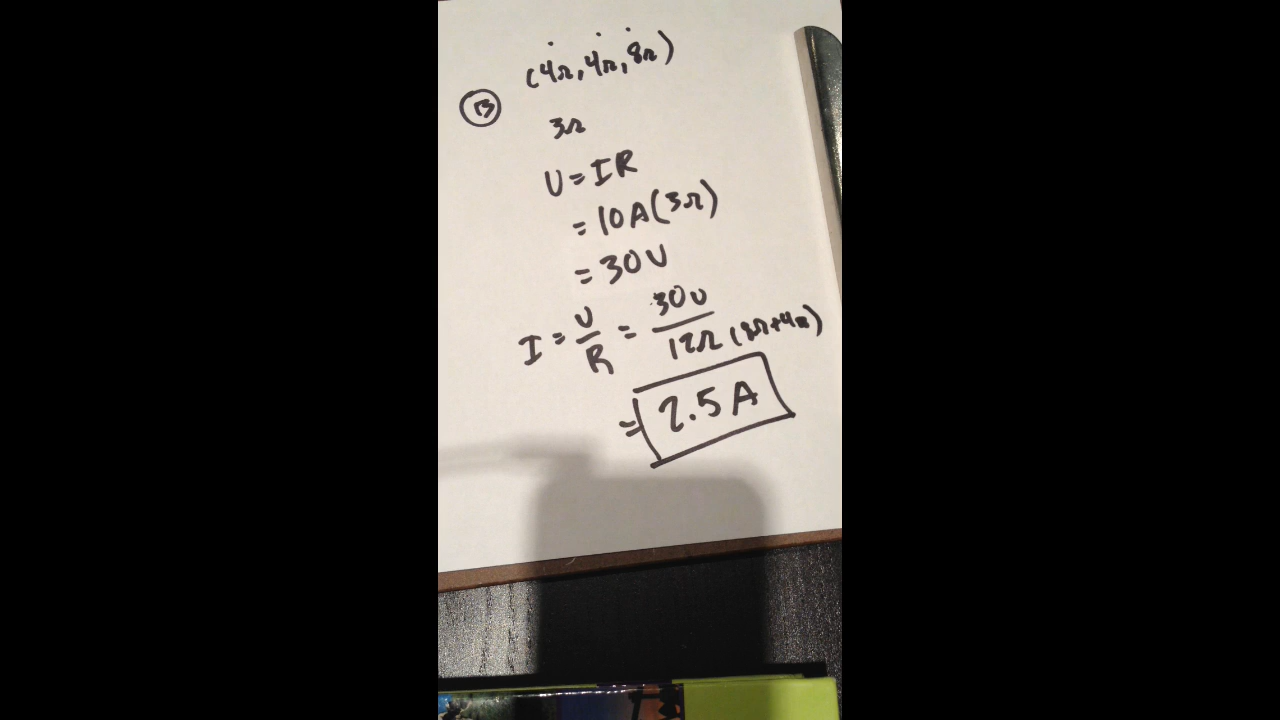 (4Ω, 4Ω, 8Ω)
13
3Ω
V = IR
= 10A(3Ω)
= 30V
I = V/R = 30V/12Ω (8Ω+4Ω)
= 2.5A